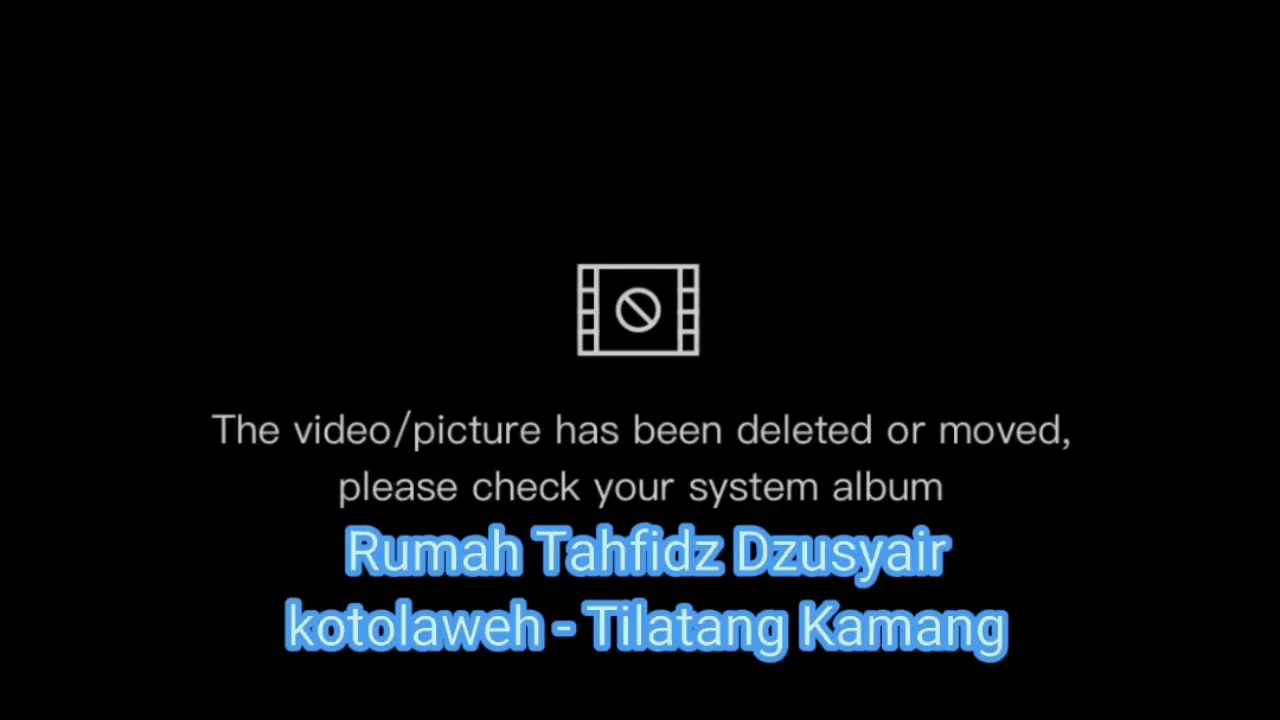 The video/picture has been deleted or moved,
please check your system album
Rumah Tahfidz Dzusyair
kotolaweh - Tilatang Kamang